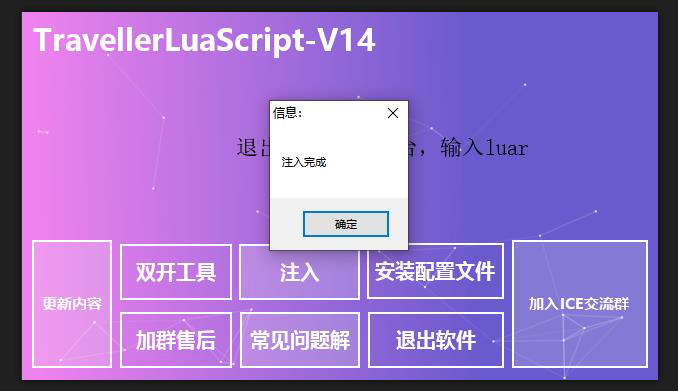 TravellerLuaScript-V14
信息:
退出
台，输入luar
注入完成
确定
更新内容
双开工具
注入
安装配置文件
加入ICE交流群
加群售后
常见问题解
退出软件